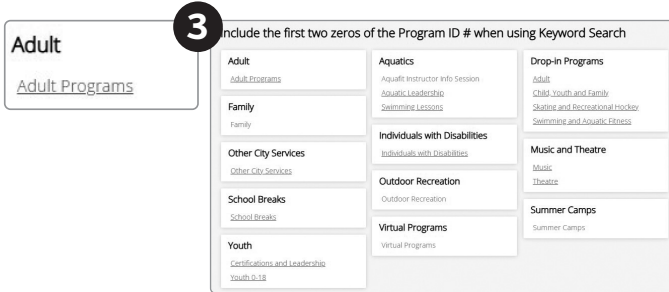 Adult
Adult Programs
3
Include the first two zeros of the Program ID # when using Keyword Search
Adult
Adult Programs
Family
Family
Other City Services
Other City Services
School Breaks
School Breaks
Youth
Certifications and Leadership
Youth 0-18
Aquatics
Aquafit Instructor Info Session
Aquatic Leadership
Swimming Lessons
Individuals with Disabilities
Individuals with Disabilities
Outdoor Recreation
Outdoor Recreation
Virtual Programs
Virtual Programs
Drop-in Programs
Adult
Child, Youth and Family
Skating and Recreational Hockey
Swimming and Aquatic Fitness
Music and Theatre
Music
Theatre
Summer Camps
Summer Camps